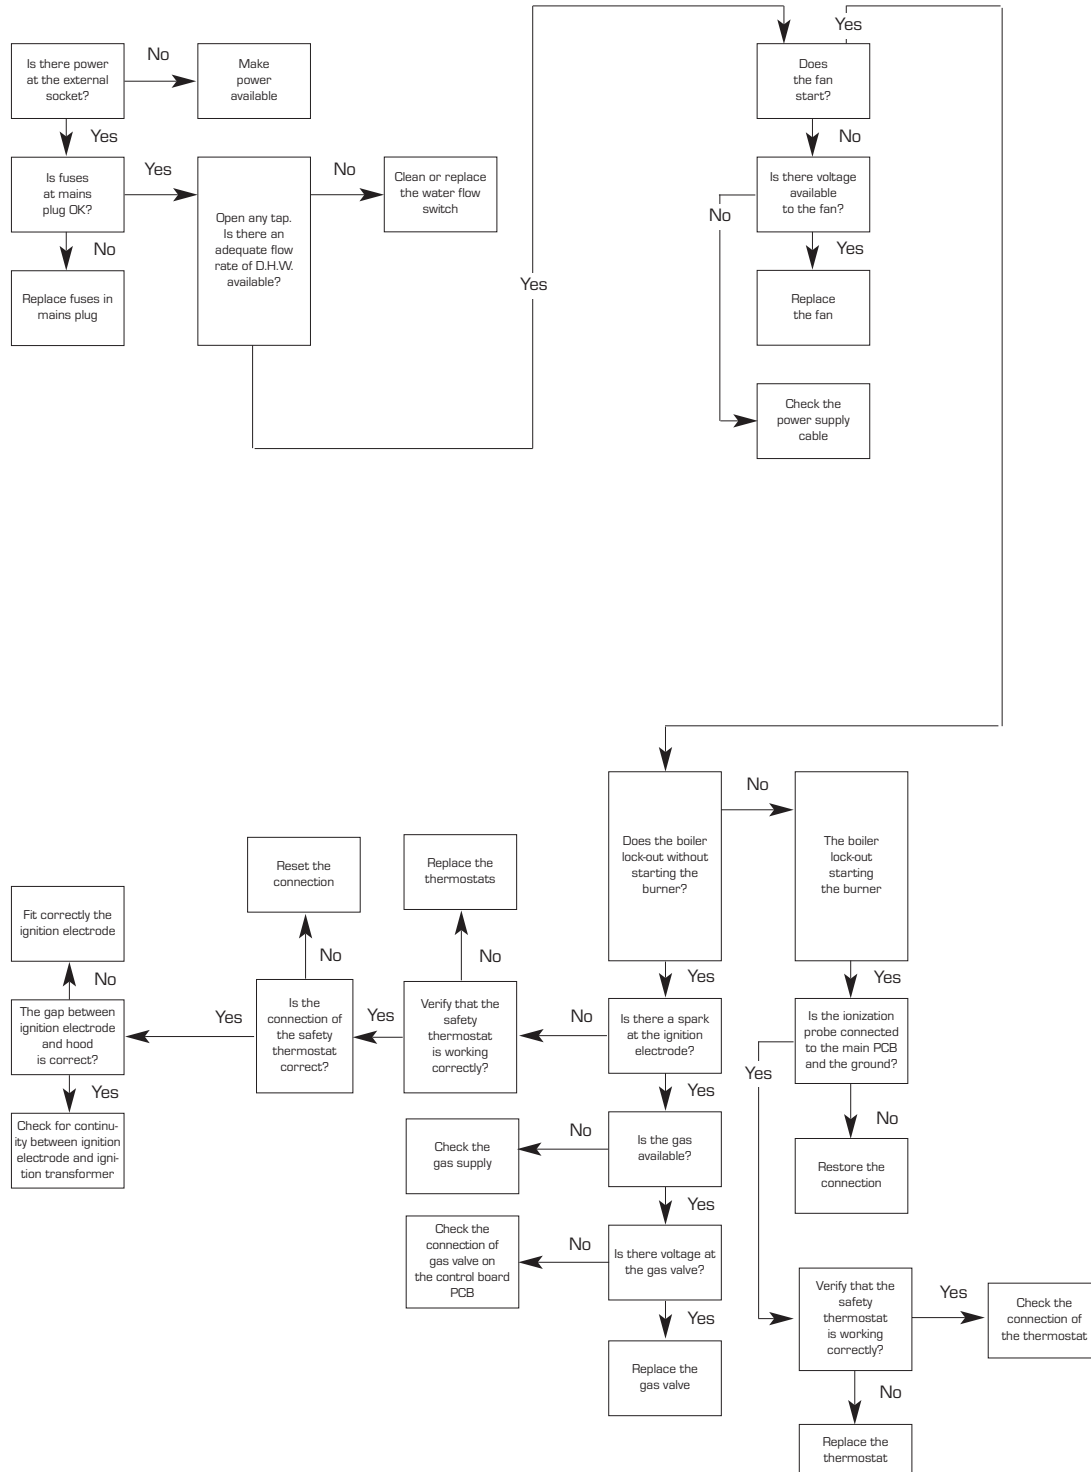 Yes
No
Is there power
at the external
socket?
Make
power
available
Does
the fan
start?
Yes
No
Is fuses
at mains
plug OK?
Yes
Open any tap.
Is there an
adequate flow
rate of D.H.W.
available?
No
Clean or replace
the water flow
switch
Is there voltage
available
to the fan?
No
No
Yes
Replace fuses in
mains plug
Yes
Replace
the fan
Check the
power supply
cable
No
Does the boiler
lock-out without
starting the
burner?
The boiler
lock-out
starting
the burner
Reset the
connection
Replace the
thermostats
Fit correctly the
ignition electrode
No
No
No
Yes
Yes
The gap between
ignition electrode
and hood
is correct?
Yes
Is the
connection of
the safety
thermostat
correct?
Yes
Verify that the
safety
thermostat
is working
correctly?
No
Is there a spark
at the ignition
electrode?
Is the ionization
probe connected
to the main PCB
and the ground?
Yes
Yes
Yes
Check for continu-
ity between ignition
electrode and igni-
tion transformer
Check the
gas supply
No
Is the gas
available?
No
Restore the
connection
Yes
Check the
connection of
gas valve on
the control board
PCB
No
Is there voltage at
the gas valve?
Yes
Replace the
gas valve
Verify that the
safety
thermostat
is working
correctly?
Yes
Check the
connection of
the thermostat
No
Replace the
thermostat